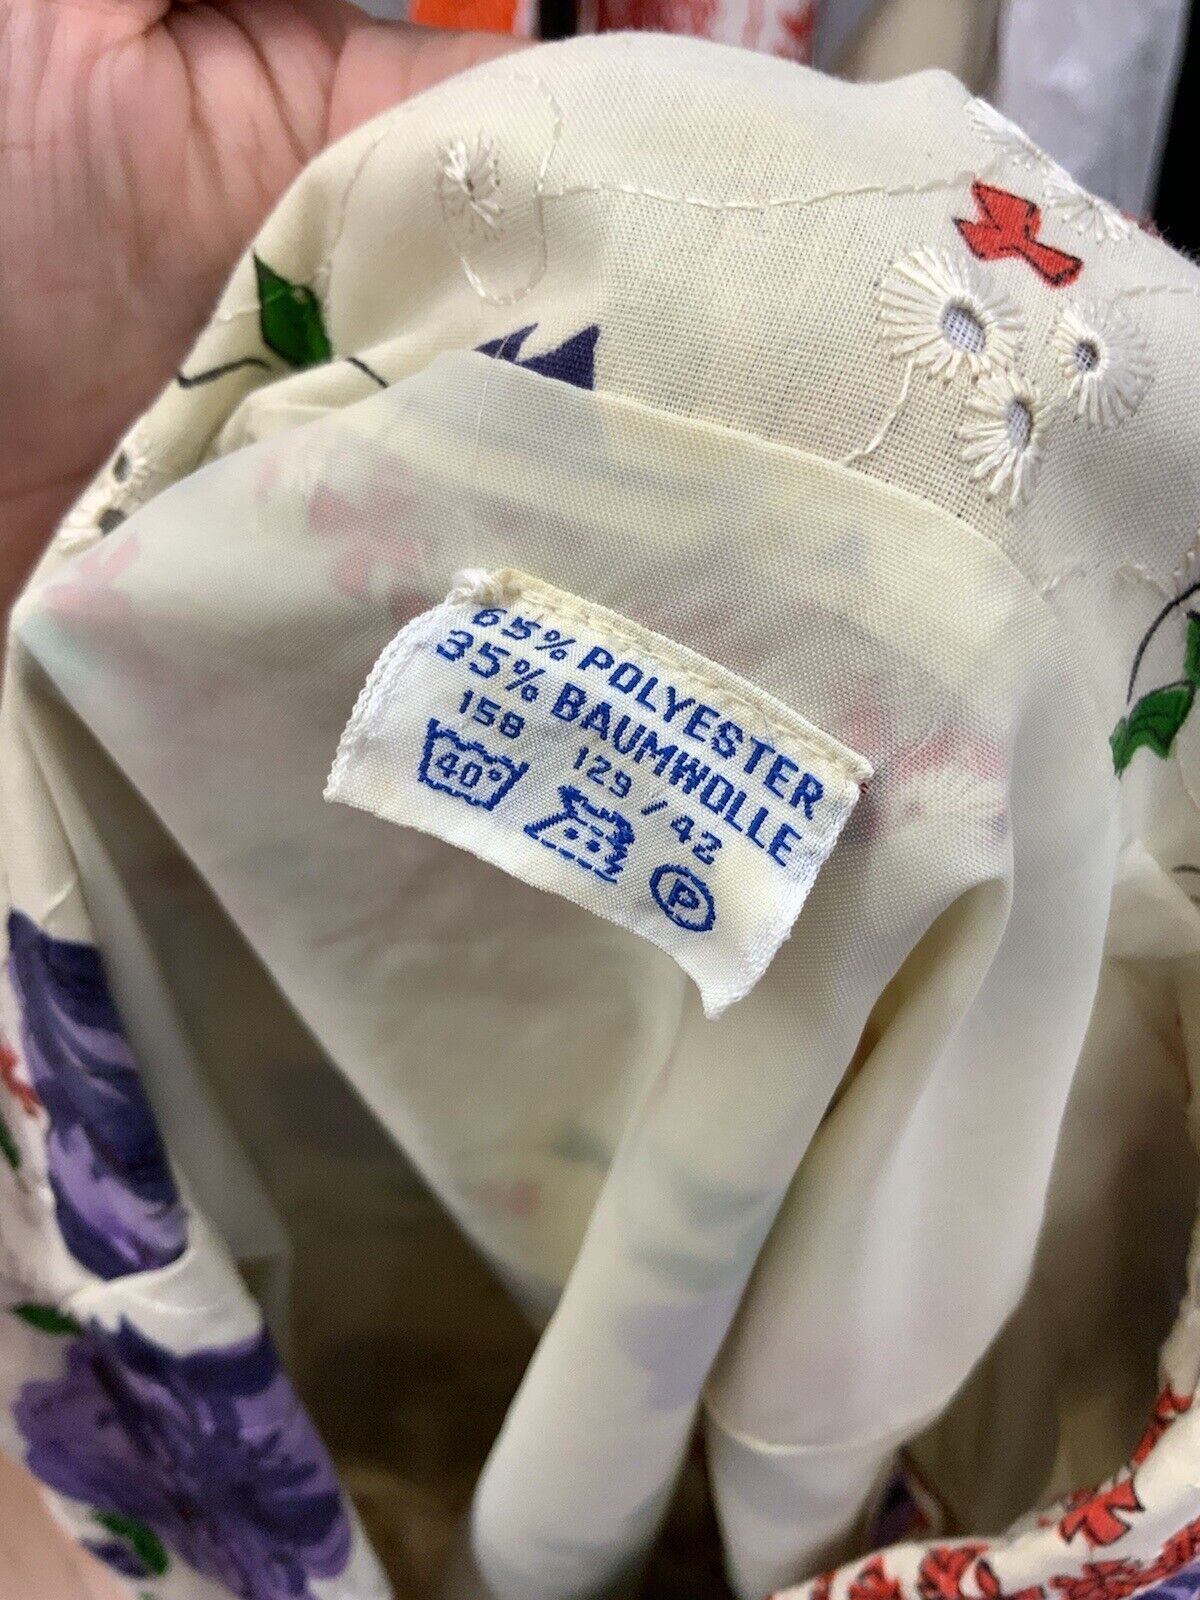 65% POLYESTER
35% BAUMWOLLE
158 129/42
40°
P